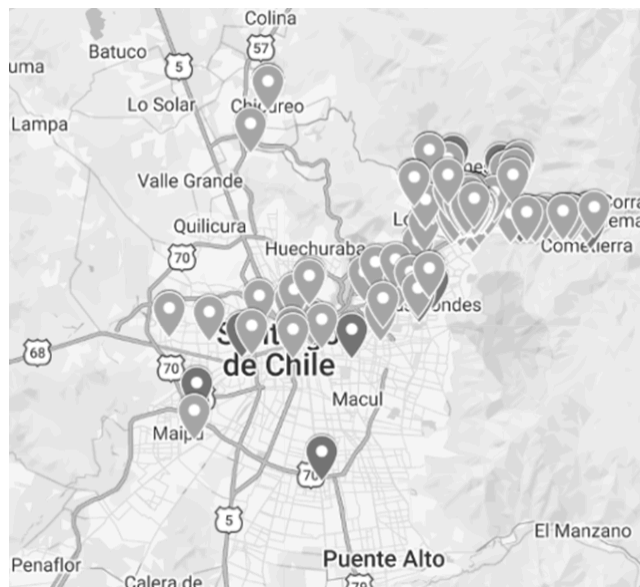 Colina
57
Batuco
5
uma
Lo Solar
Chicureo
Lampa
Valle Grande
Quilicura
Huechuraba
70
Cometierra
68
70
de Chile
Macul
Maipú
70
5
El Manzano
Puente Alto
Penaflor
Calera de
79